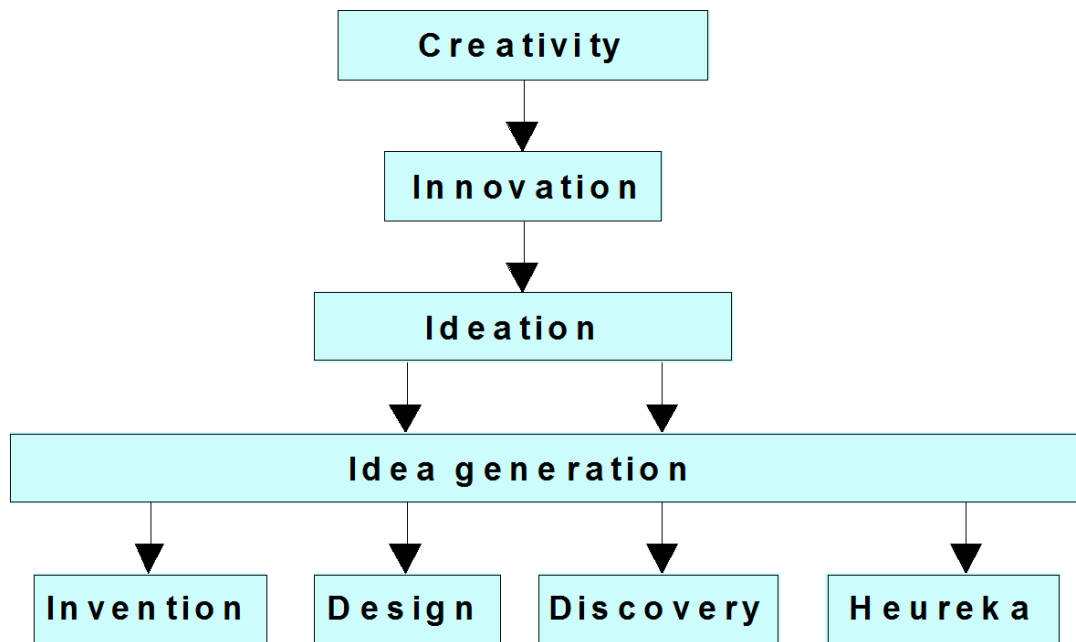 Creativity
Innovation
Ideation
Idea generation
Invention
Design
Discovery
Heureka